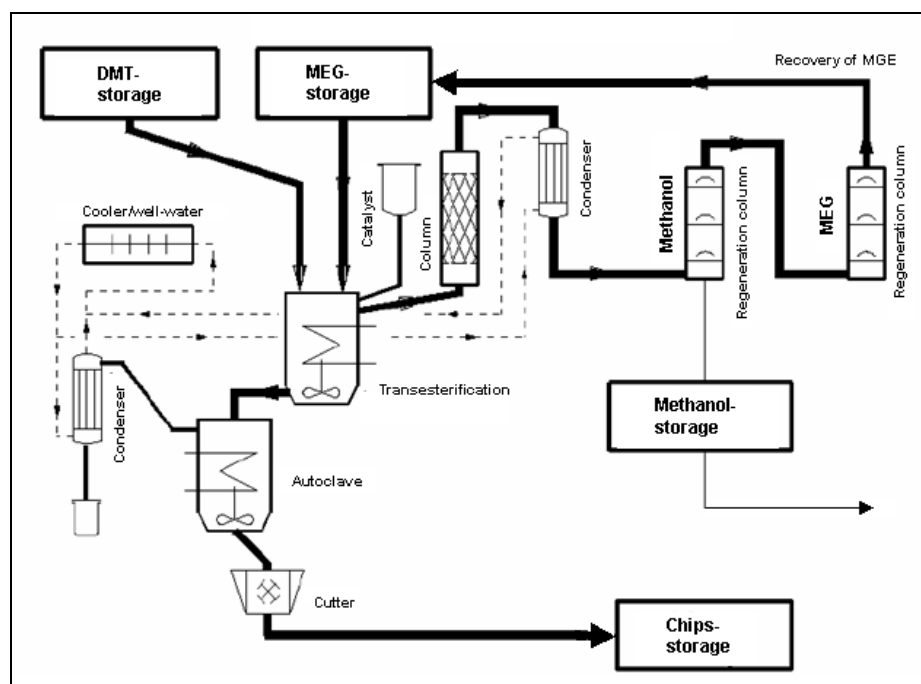 DMT-
storage
MEG-
storage
Recovery of MGE
Catalyst
Column
Condenser
Methanol
Regeneration column
MEG
Regeneration column
Cooler/well-water
Condenser
Transesterification
Methanol-
storage
Autoclave
Cutter
Chips-
storage